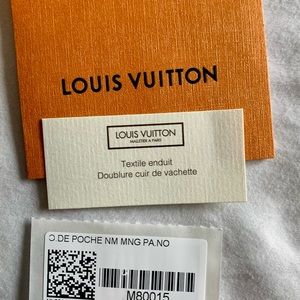 LOUIS VUITTON
LOUIS VUITTON
MALLETIER A PARIS
Textile enduit
Doublure cuir de vachette
O.DE POCHE NM MNG PA.NO
M80015